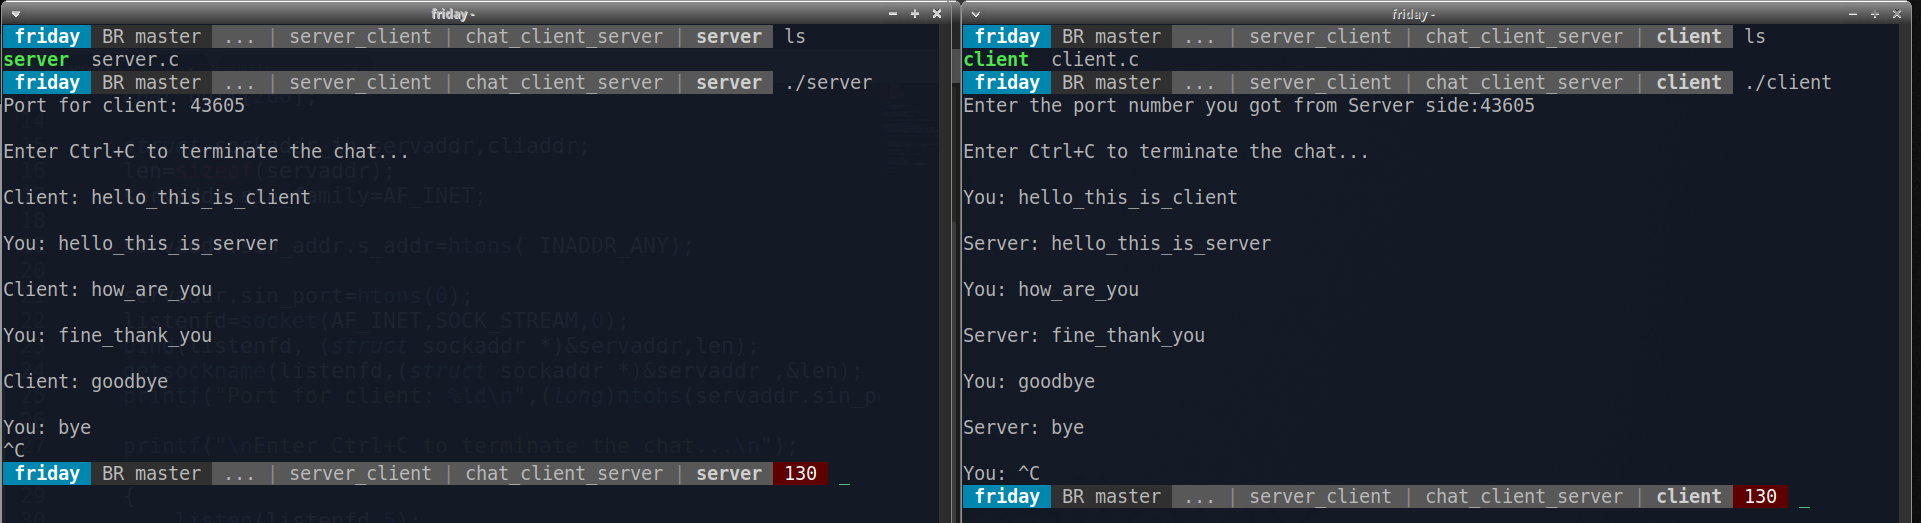 friday -
friday BR master ... | server_client | chat_client_server | server ls
server server.c
friday BR master ... | server_client | chat_client_server | server ./server
Port for client: 43605
Enter Ctrl+C to terminate the chat...
Client: hello_this_is_client
You: hello_this_is_server
Client: how_are_you
You: fine_thank_you
Client: goodbye
You: bye
^C
friday BR master ... | server_client | chat_client_server | server 130 _
friday -
friday BR master ... | server_client | chat_client_server | client ls
client client.c
friday BR master ... | server_client | chat_client_server | client ./client
Enter the port number you got from Server side:43605
Enter Ctrl+C to terminate the chat...
You: hello_this_is_client
Server: hello_this_is_server
You: how_are_you
Server: fine_thank_you
You: goodbye
Server: bye
You: ^C
friday BR master ... | server_client | chat_client_server | client 130 _